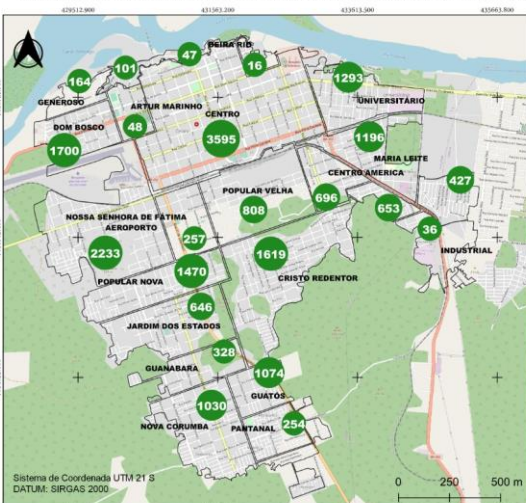 429512.900 431563.200 433613.500 435663.800
BEIRA RIO
47
16
101
164
1293
GENEROSO
ARTUR MARINHO
UNIVERSITÁRIO
CENTRO
DOM BOSCO
48
3595
1196
1700
MARIA LEITE
CENTRO AMERICA
427
POPULAR VELHA
696
653
808
NOSSA SENHORA DE FÁTIMA
AEROPORTO
36
257
2233
1619
INDUSTRIAL
1470
CRISTO REDENTOR
POPULAR NOVA
646
JARDIM DOS ESTADOS
328
GUANABARA
1074
GUATÓS
1030
254
NOVA CORUMBA
PANTANAL
Sistema de Coordenada UTM 21 S
DATUM: SIRGAS 2000
0 250 500 m